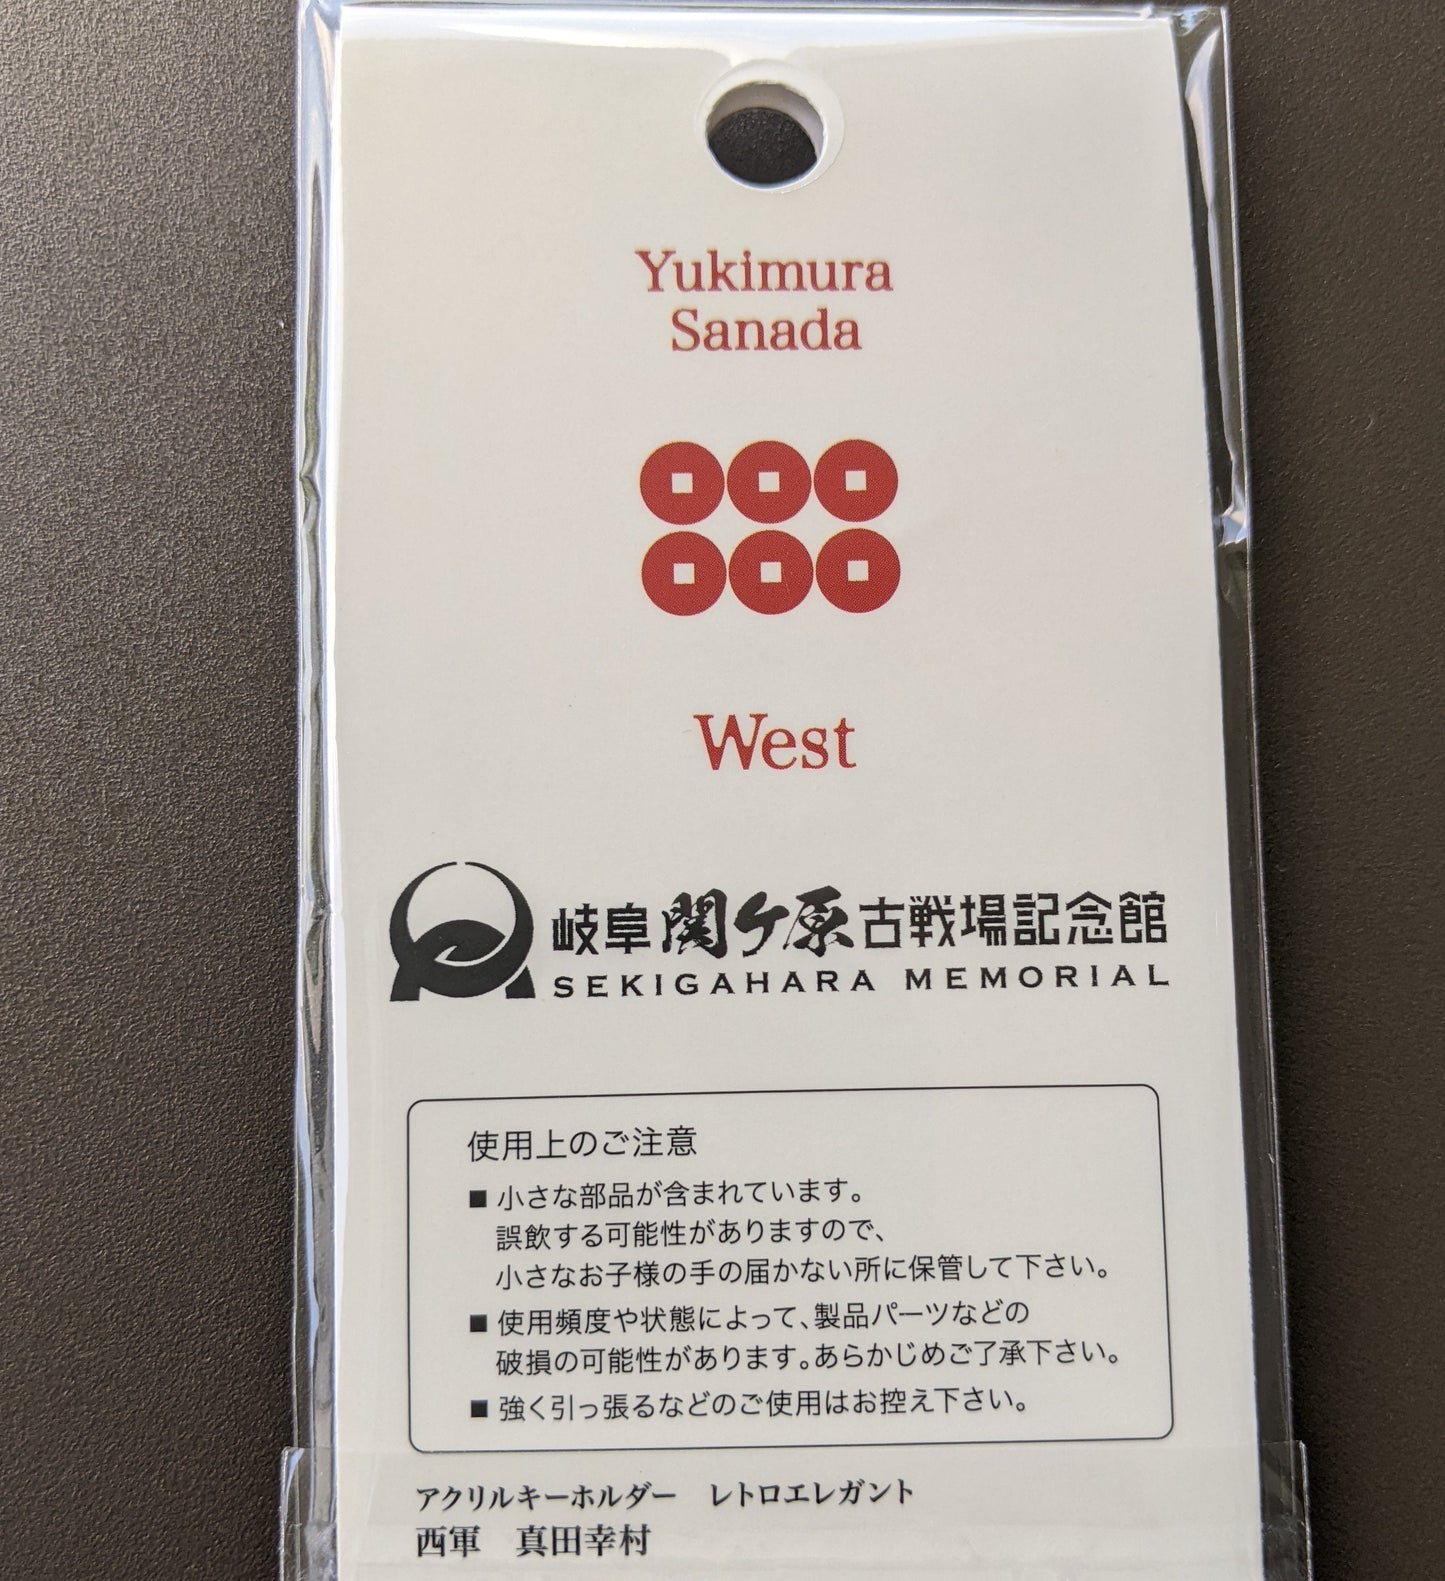 Yukimura
Sanada
West
岐阜関ケ原古戦場記念館
SEKIGAHARA MEMORIAL
使用上のご注意
■ 小さな部品が含まれています。
誤飲する可能性がありますので、
小さなお子様の手の届かない所に保管して下さい。
■ 使用頻度や状態によって、製品パーツなどの
破損の可能性があります。あらかじめご了承下さい。
■ 強く引っ張るなどのご使用はお控え下さい。
アクリルキーホルダー　レトロエレガント
西軍　真田幸村